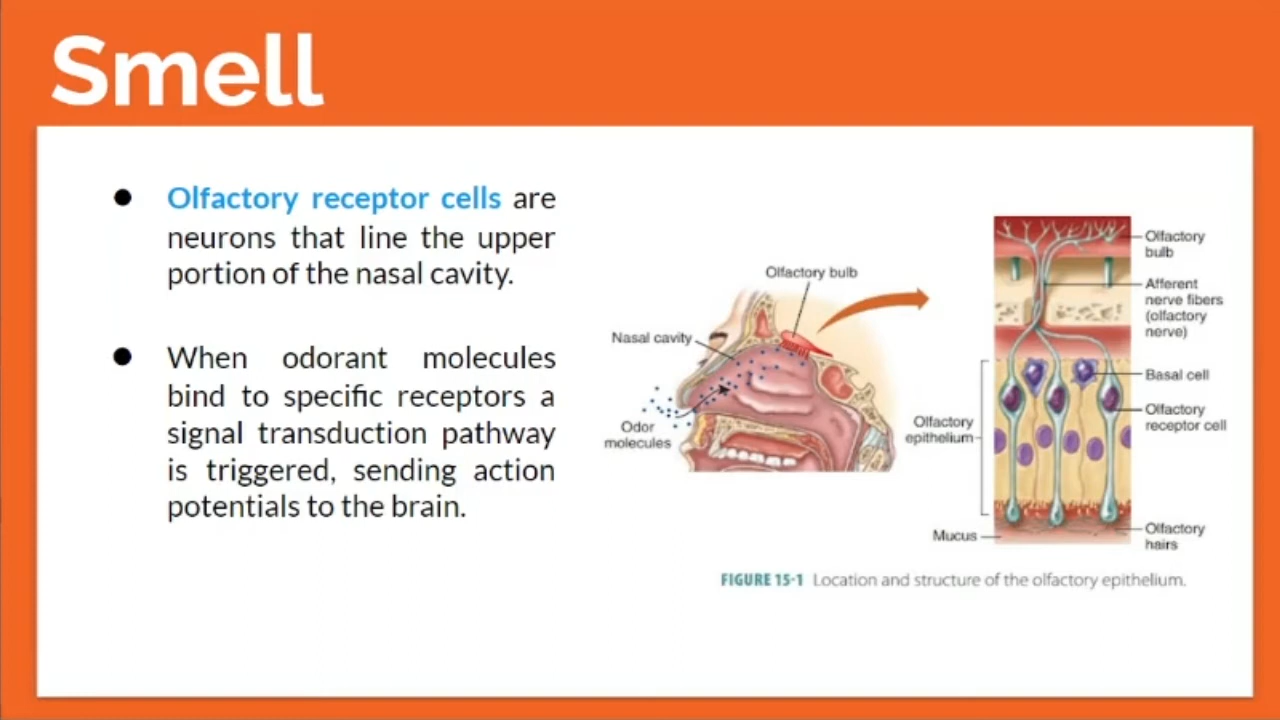 Smell
● Olfactory receptor cells are
neurons that line the upper
portion of the nasal cavity.
● When odorant molecules
bind to specific receptors a
signal transduction pathway
is triggered, sending action
potentials to the brain.
Olfactory bulb
Nasal cavity
Odor
molecules
Olfactory
bulb
Afferent
nerve fibers
(olfactory
nerve)
Basal cell
Olfactory
receptor cell
Olfactory
epithelium
Mucus
Olfactory
hairs
FIGURE 15-1 Location and structure of the olfactory epithelium.